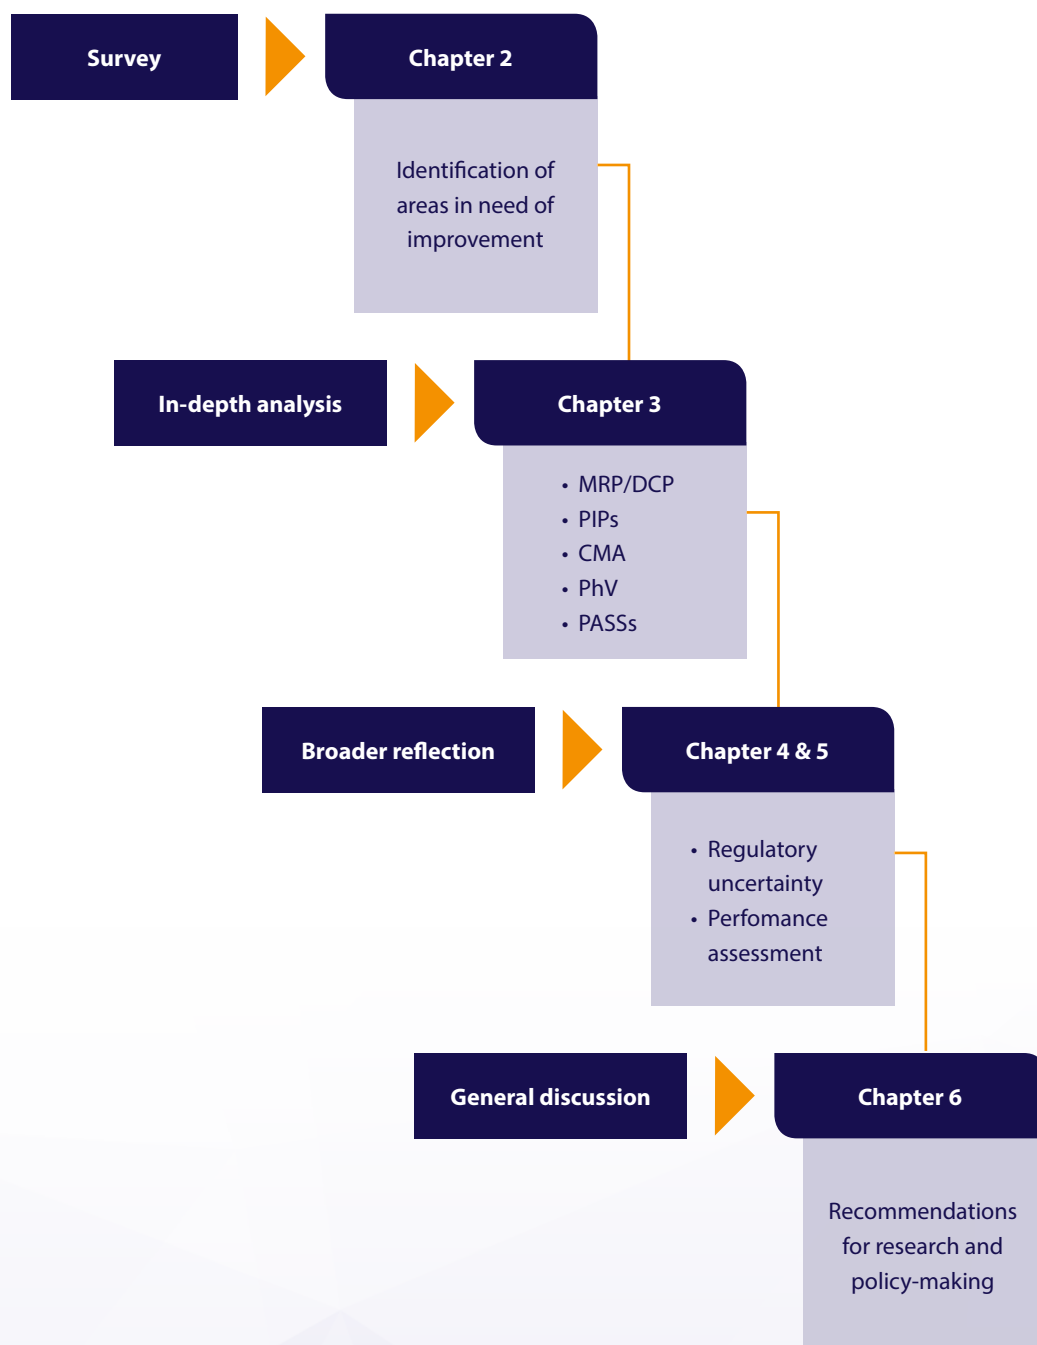 Survey
Chapter 2
Identification of
areas in need of
improvement
In-depth analysis
Chapter 3
• MRP/DCP
• PIPs
• CMA
• PhV
• PASSs
Broader reflection
Chapter 4 & 5
• Regulatory
uncertainty
• Perfomance
assessment
General discussion
Chapter 6
Recommendations
for research and
policy-making